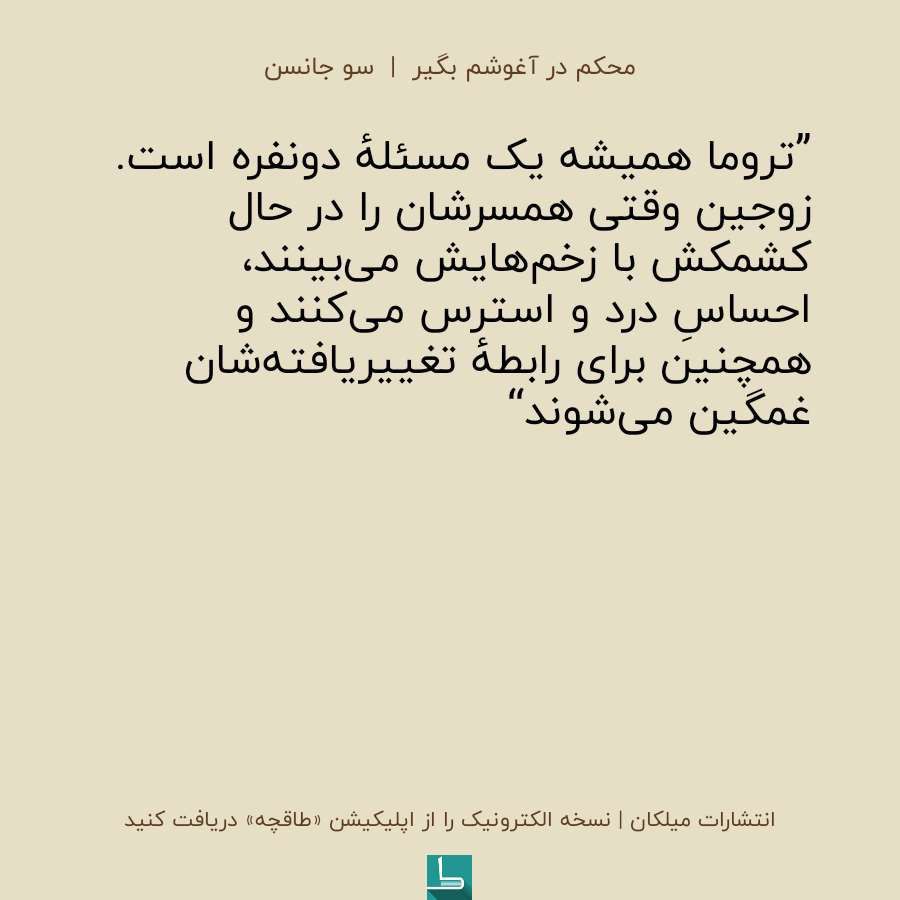 محکم در آغوشم بگیر | سو جانسن
”تروما همیشه یک مسئلهٔ دونفره است.
زوجین وقتی همسرشان را در حال
کشمکش با زخم‌هایش می‌بینند،
احساسِ درد و استرس می‌کنند و
همچنین برای رابطهٔ تغییریافته‌شان
غمگین می‌شوند“
انتشارات میلکان | نسخه الکترونیک را از اپلیکیشن «طاقچه» دریافت کنید